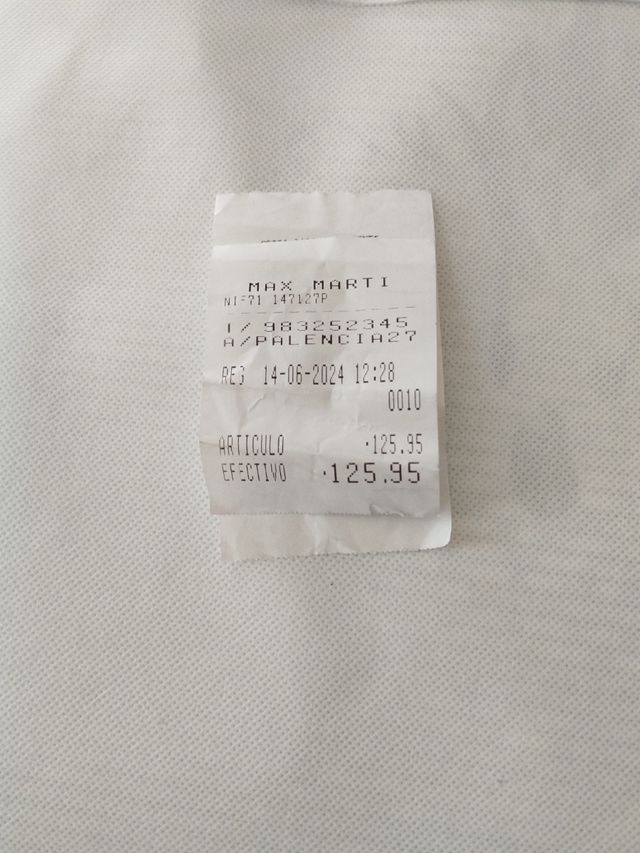 MAX MARTI
NIF71 147127P
T/ 983252345
A/PALENCIA27
REG 14-06-2024 12:28
0010
ARTICULO ·125.95
EFECTIVO ·125.95